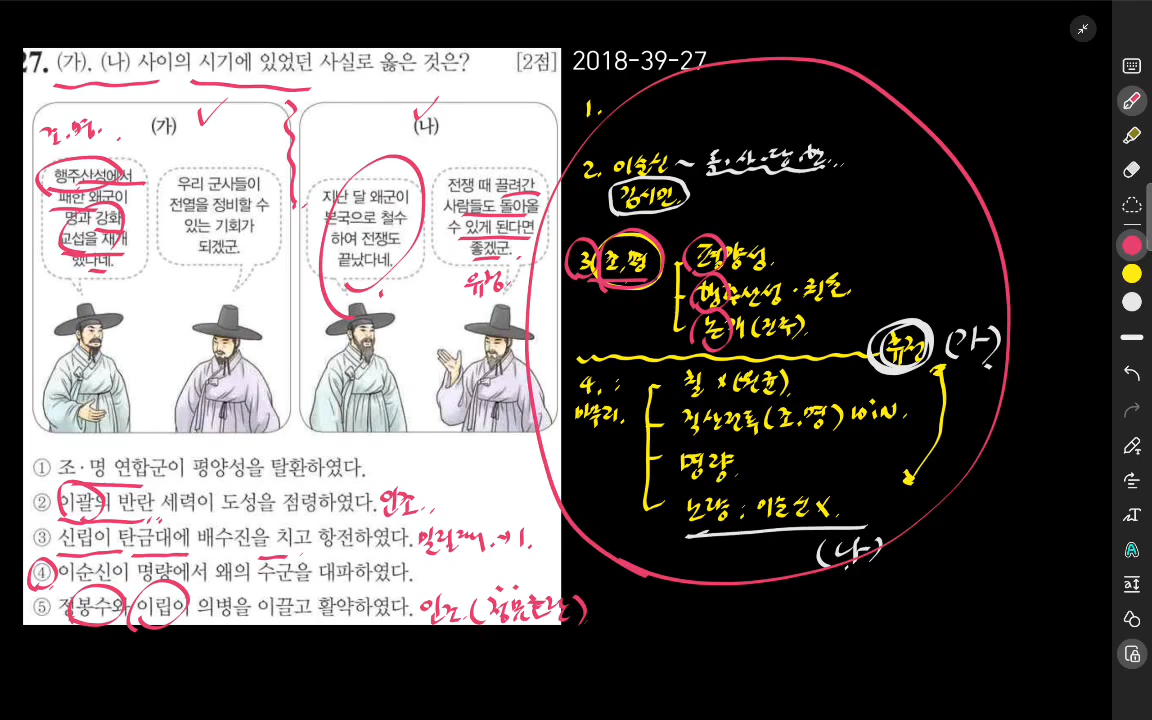 27. (가), (나) 사이의 시기에 있었던 사실로 옳은 것은? [2점]
(가)
조.명..
행주산성에서
패한 왜군이
명과 강화
교섭을 재개
했다네.
우리 군사들이
전열을 정비할 수
있는 기회가
되겠군.
(나)
지난 달 왜군이
본국으로 철수
하여 전쟁도
끝났다네.
전쟁 때 끌려간
사람들도 돌아올
수 있게 된다면
좋겠군.
유정.
① 조·명 연합군이 평양성을 탈환하였다.
② 이괄의 반란 세력이 도성을 점령하였다. 인조..
③ 신립이 탄금대에 배수진을 치고 항전하였다.
④ 이순신이 명량에서 왜의 수군을 대파하였다.
⑤ 정봉수와 이립이 의병을 이끌고 활약하였다. 인조(정묘호란)
2018-39-27
1.
2. 이순신 ~
김시민.
3. 조.명 평양성.
행주산성.
논개(진주).
(가)
4. :
마무리. 칠 x (원균).
직산전투(조.명) WIN.
명량.
노량 : 이순신 X.
(나)